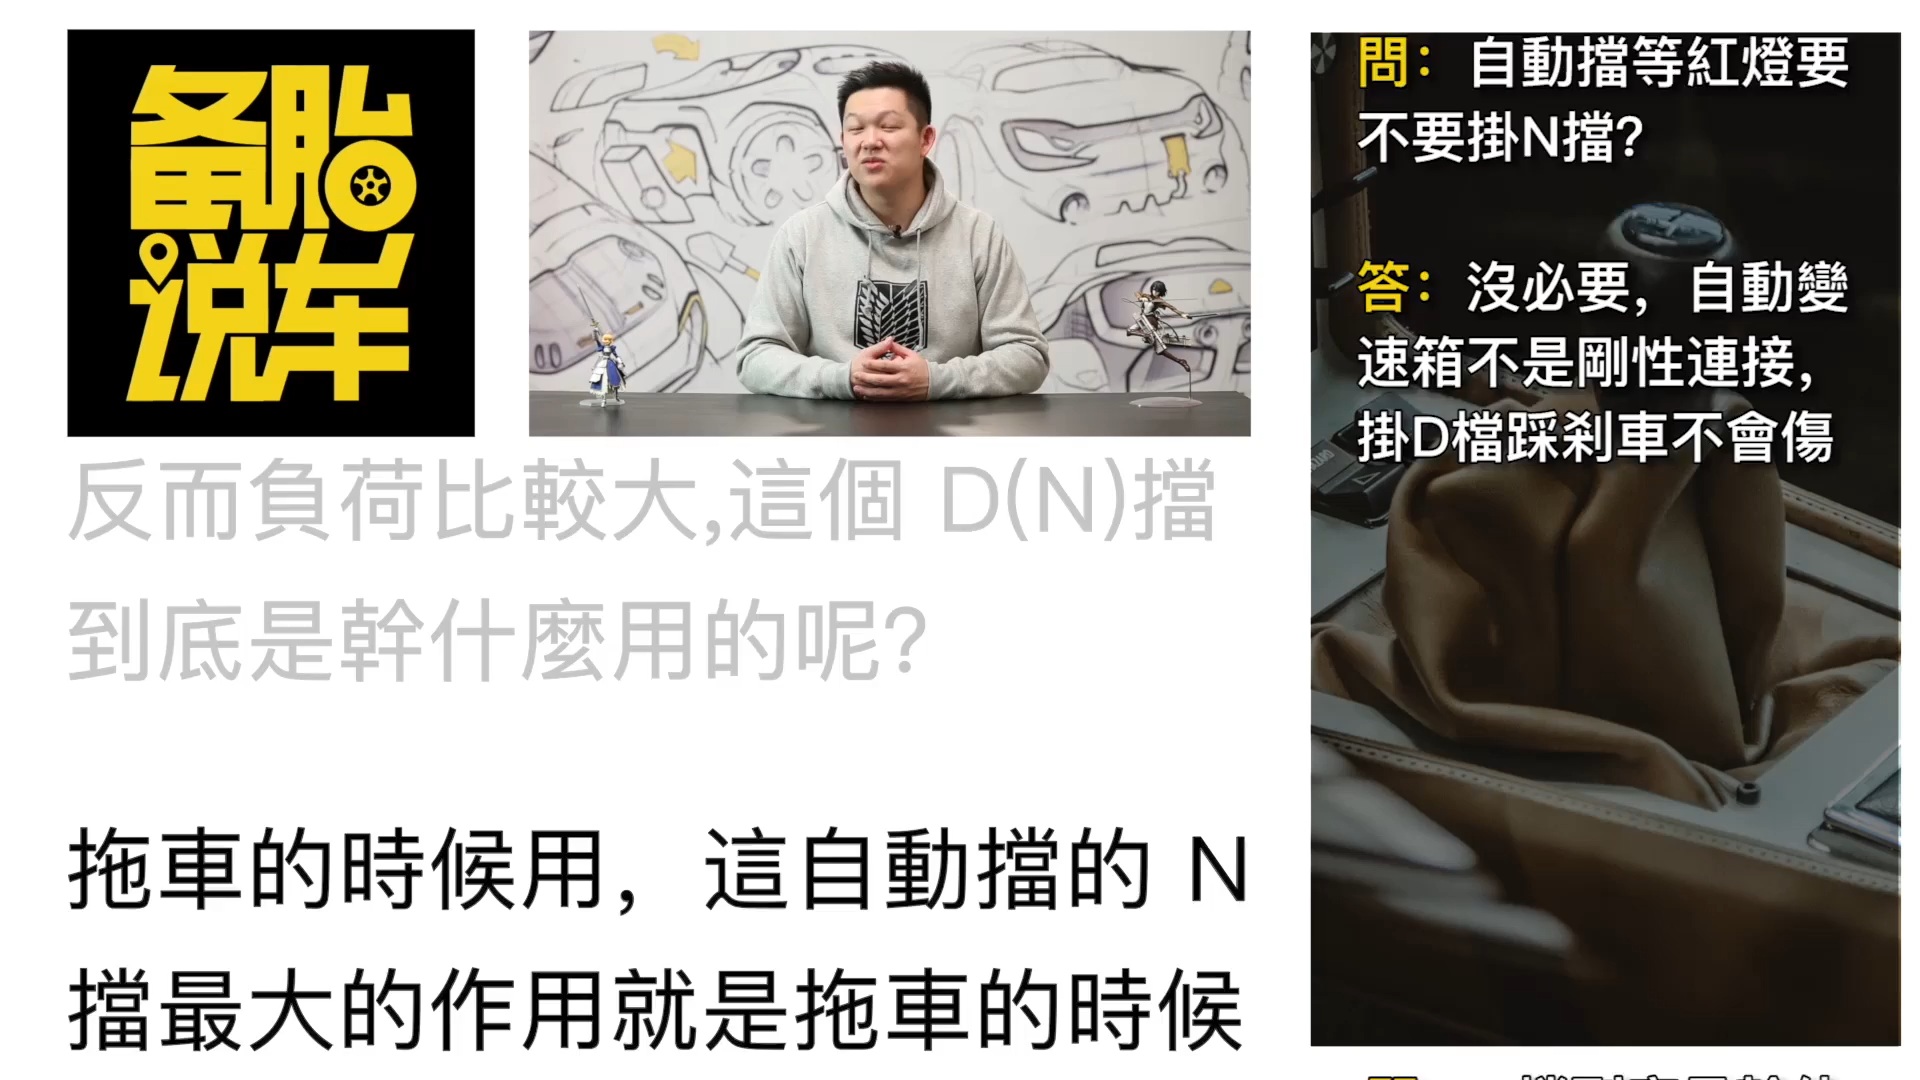 备胎
说车
反而負荷比較大,這個 D(N)擋
到底是幹什麼用的呢?
拖車的時候用，這自動擋的 N
擋最大的作用就是拖車的時候
問：自動擋等紅燈要
不要掛N擋?
答：沒必要，自動變
速箱不是剛性連接，
掛D檔踩剎車不會傷